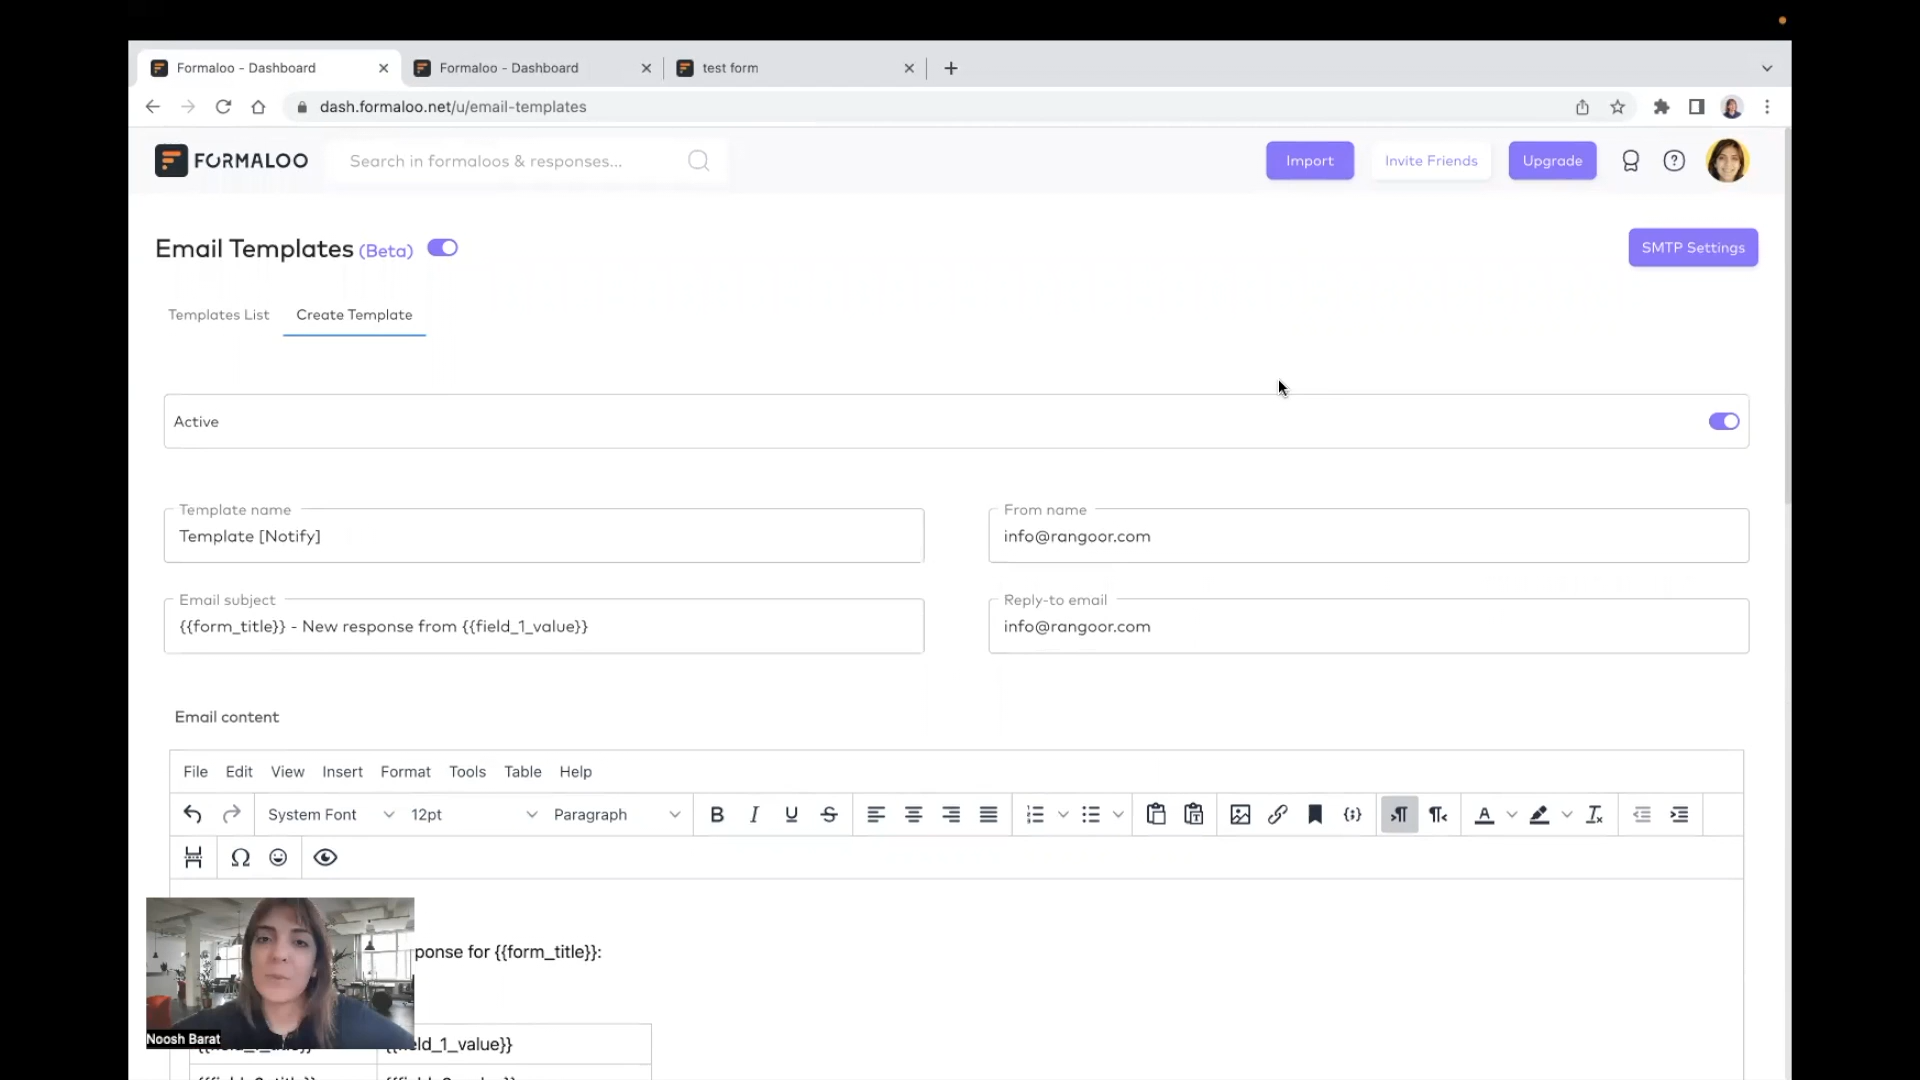 Formaloo - Dashboard
Formaloo - Dashboard
test form
dash.formaloo.net/u/email-templates
FORMALOO
Search in formaloos & responses...
Import
Invite Friends
Upgrade
Email Templates (Beta)
SMTP Settings
Templates List
Create Template
Active
Template name
Template [Notify]
From name
info@rangoor.com
Email subject
{{form_title}} - New response from {{field_1_value}}
Reply-to email
info@rangoor.com
Email content
File Edit View Insert Format Tools Table Help
System Font
12pt
Paragraph
ponse for {{form_title}}:
Noosh Barat
ld_1_value}}